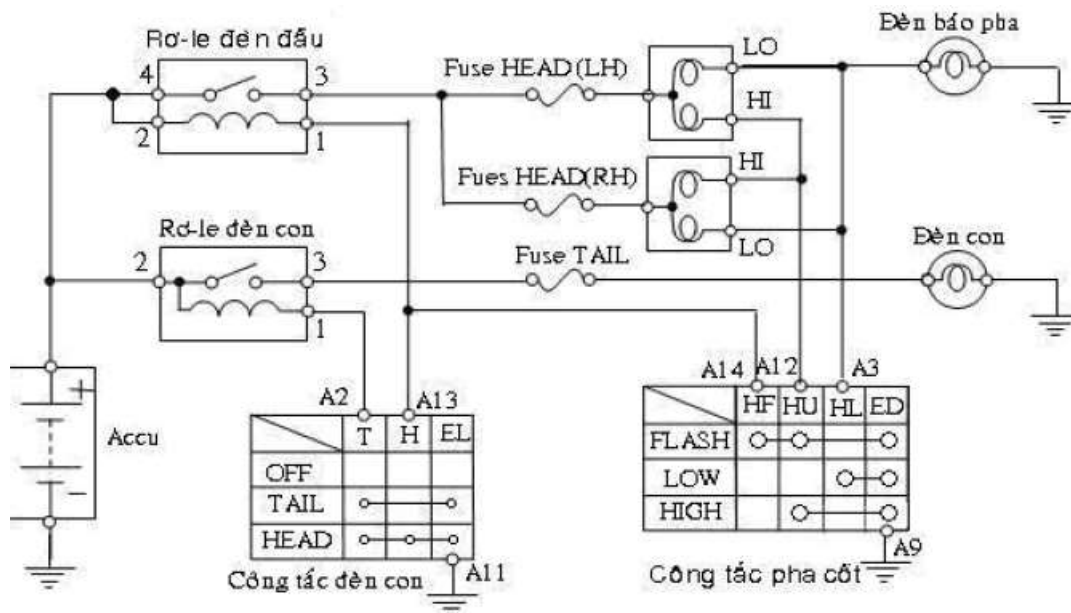 Rơ-le đèn đầu
4
3
2
1
Fuse HEAD(LH)
LO
HI
Đèn báo pha
Fues HEAD(RH)
HI
LO
Rơ-le đèn con
2
3
1
Fuse TAIL
Đèn con
+
-
Accu
A2
A13
T H EL
OFF
TAIL
HEAD
Công tắc đèn con
A11
A14
A12
A3
HF HU HL ED
FLASH
LOW
HIGH
A9
Công tắc pha cốt